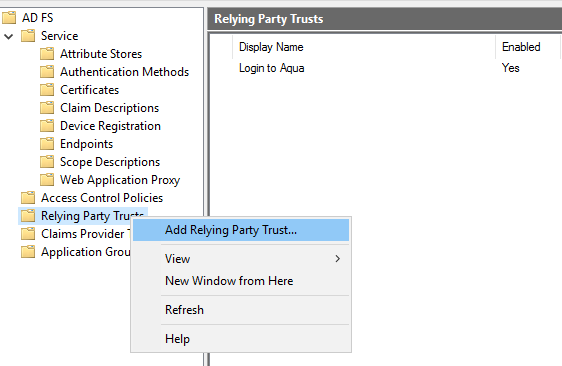 AD FS
Service
Attribute Stores
Authentication Methods
Certificates
Claim Descriptions
Device Registration
Endpoints
Scope Descriptions
Web Application Proxy
Access Control Policies
Relying Party Trusts
Claims Provider
Application Grou
Relying Party Trusts
Display Name Enabled
Login to Aqua Yes
Add Relying Party Trust...
View
New Window from Here
Refresh
Help